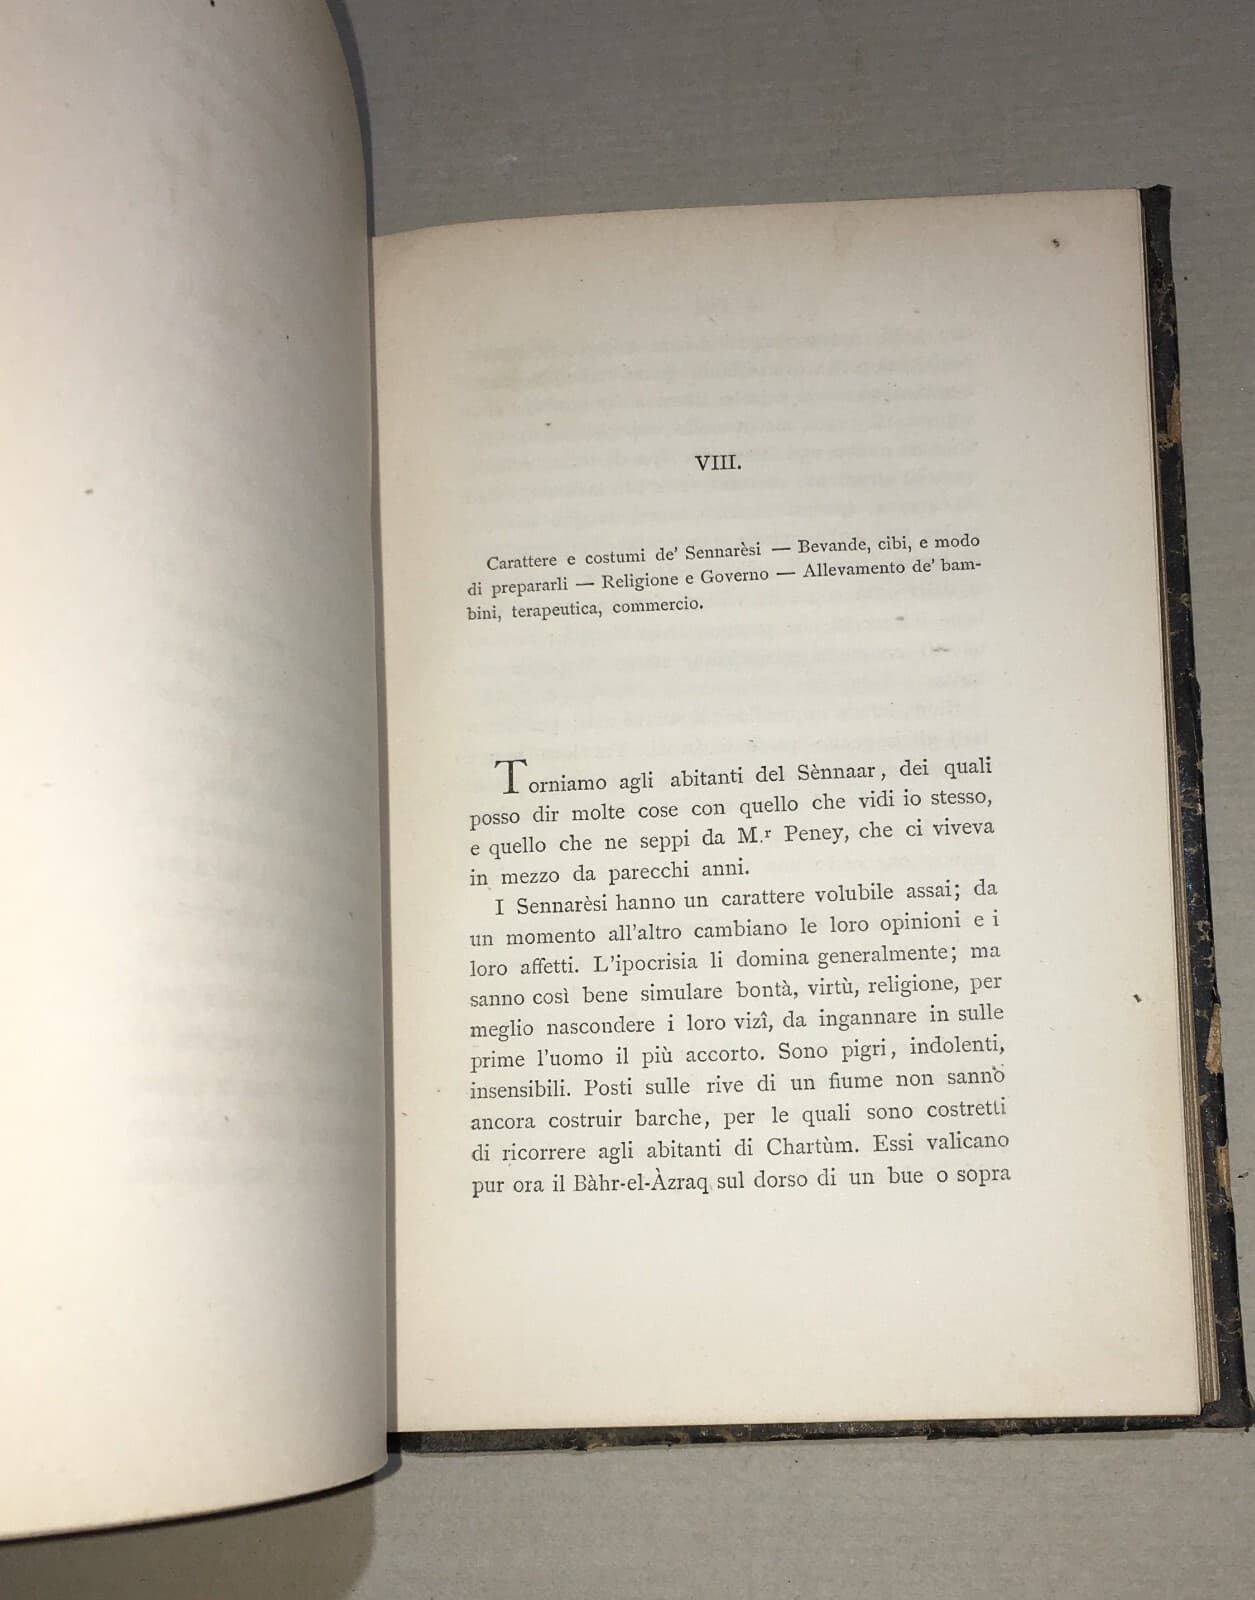 VIII.
Carattere e costumi de' Sennarèsi — Bevande, cibi, e modo
di prepararli — Religione e Governo — Allevamento de' bam-
bini, terapeutica, commercio.
Torniamo agli abitanti del Sènnaar, dei quali
posso dir molte cose con quello che vidi io stesso,
e quello che ne seppi da M.r Peney, che ci viveva
in mezzo da parecchi anni.
I Sennarèsi hanno un carattere volubile assai; da
un momento all'altro cambiano le loro opinioni e i
loro affetti. L'ipocrisia li domina generalmente; ma
sanno così bene simulare bontà, virtù, religione, per
meglio nascondere i loro vizî, da ingannare in sulle
prime l'uomo il più accorto. Sono pigri, indolenti,
insensibili. Posti sulle rive di un fiume non sanno
ancora costruir barche, per le quali sono costretti
di ricorrere agli abitanti di Chartùm. Essi valicano
pur ora il Bàhr-el-Àzraq sul dorso di un bue o sopra